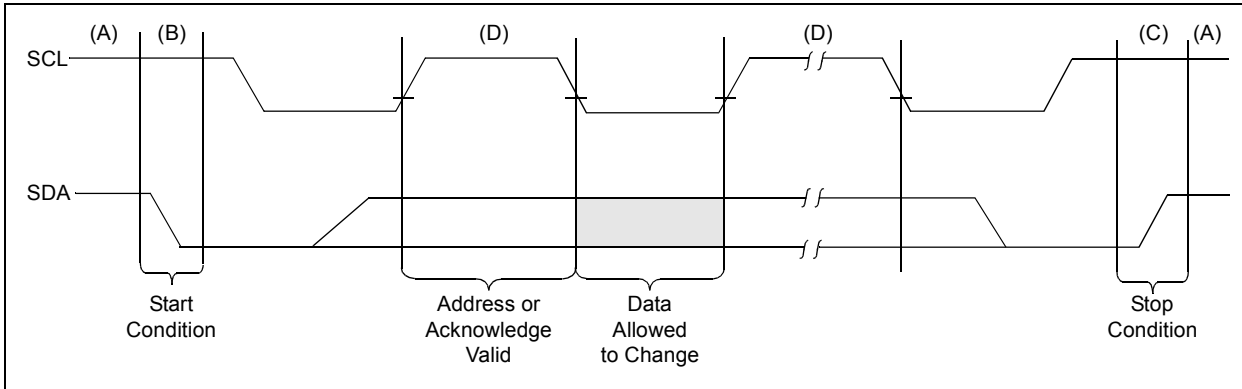 (A) (B) (D) (D) (C) (A)
SCL
SDA
Start
Condition
Address or
Acknowledge
Valid
Data
Allowed
to Change
Stop
Condition